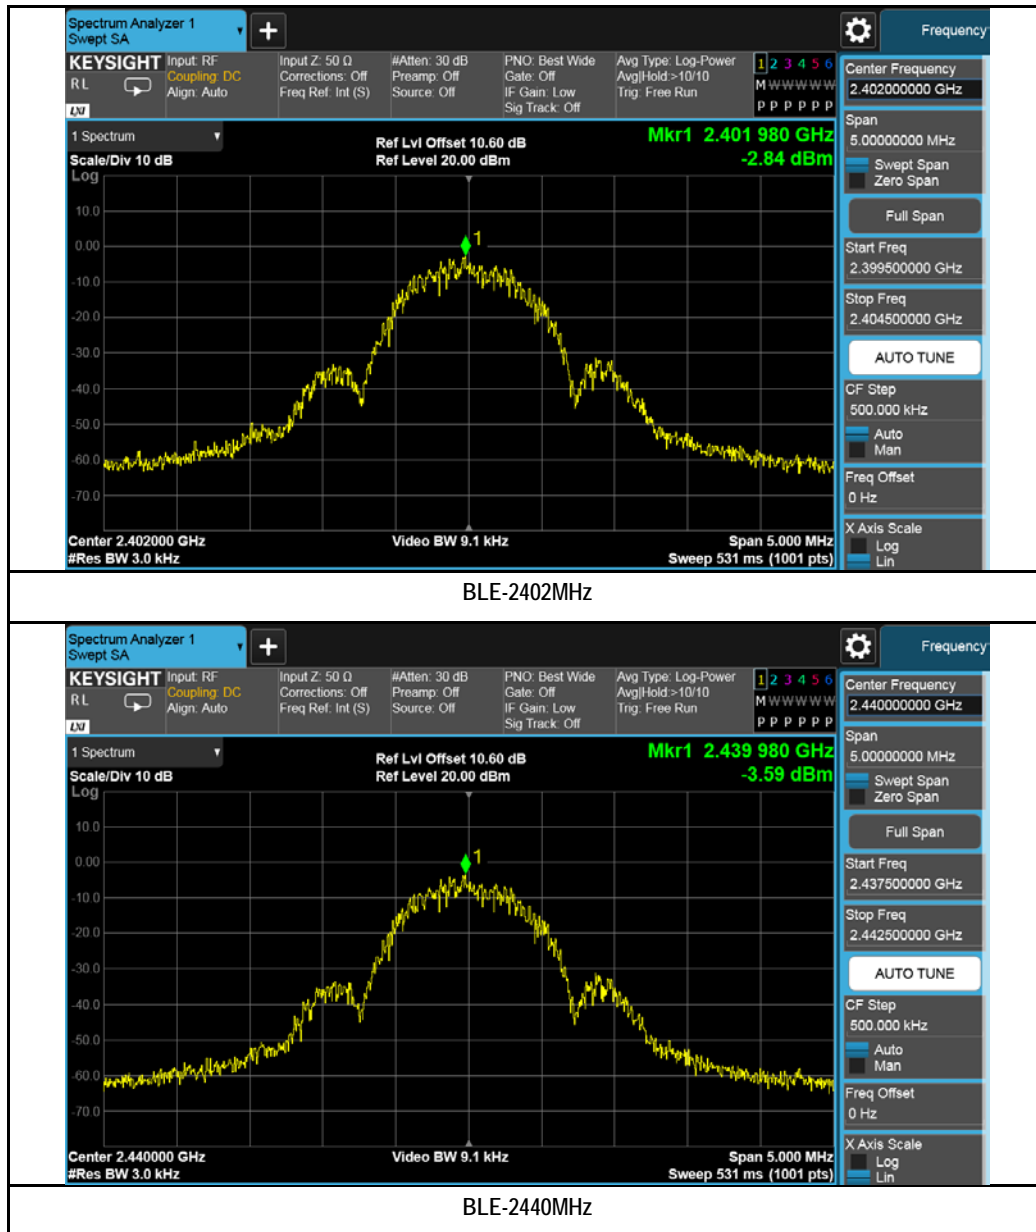 Spectrum Analyzer 1
Swept SA
+
Frequency
KEYSIGHT
RL
LXI
Input: RF
Coupling: DC
Align: Auto
Input Z: 50 Ω
Corrections: Off
Freq Ref: Int (S)
#Atten: 30 dB
Preamp: Off
Source: Off
PNO: Best Wide
Gate: Off
IF Gain: Low
Sig Track: Off
Avg Type: Log-Power
Avg|Hold:>10/10
Trig: Free Run
1 2 3 4 5 6
M W W W W W
P P P P P P
1 Spectrum
Scale/Div 10 dB
Log
Ref Lvl Offset 10.60 dB
Ref Level 20.00 dBm
Mkr1 2.401 980 GHz
-2.84 dBm
1
10.0
0.00
-10.0
-20.0
-30.0
-40.0
-50.0
-60.0
-70.0
Center 2.402000 GHz
#Res BW 3.0 kHz
Video BW 9.1 kHz
Span 5.000 MHz
Sweep 531 ms (1001 pts)
Center Frequency
2.402000000 GHz
Span
5.00000000 MHz
Swept Span
Zero Span
Full Span
Start Freq
2.399500000 GHz
Stop Freq
2.404500000 GHz
AUTO TUNE
CF Step
500.000 kHz
Auto
Man
Freq Offset
0 Hz
X Axis Scale
Log
Lin
BLE-2402MHz
Spectrum Analyzer 1
Swept SA
+
Frequency
KEYSIGHT
RL
LXI
Input: RF
Coupling: DC
Align: Auto
Input Z: 50 Ω
Corrections: Off
Freq Ref: Int (S)
#Atten: 30 dB
Preamp: Off
Source: Off
PNO: Best Wide
Gate: Off
IF Gain: Low
Sig Track: Off
Avg Type: Log-Power
Avg|Hold:>10/10
Trig: Free Run
1 2 3 4 5 6
M W W W W W
P P P P P P
1 Spectrum
Scale/Div 10 dB
Log
Ref Lvl Offset 10.60 dB
Ref Level 20.00 dBm
Mkr1 2.439 980 GHz
-3.59 dBm
1
10.0
0.00
-10.0
-20.0
-30.0
-40.0
-50.0
-60.0
-70.0
Center 2.440000 GHz
#Res BW 3.0 kHz
Video BW 9.1 kHz
Span 5.000 MHz
Sweep 531 ms (1001 pts)
Center Frequency
2.440000000 GHz
Span
5.00000000 MHz
Swept Span
Zero Span
Full Span
Start Freq
2.437500000 GHz
Stop Freq
2.442500000 GHz
AUTO TUNE
CF Step
500.000 kHz
Auto
Man
Freq Offset
0 Hz
X Axis Scale
Log
Lin
BLE-2440MHz